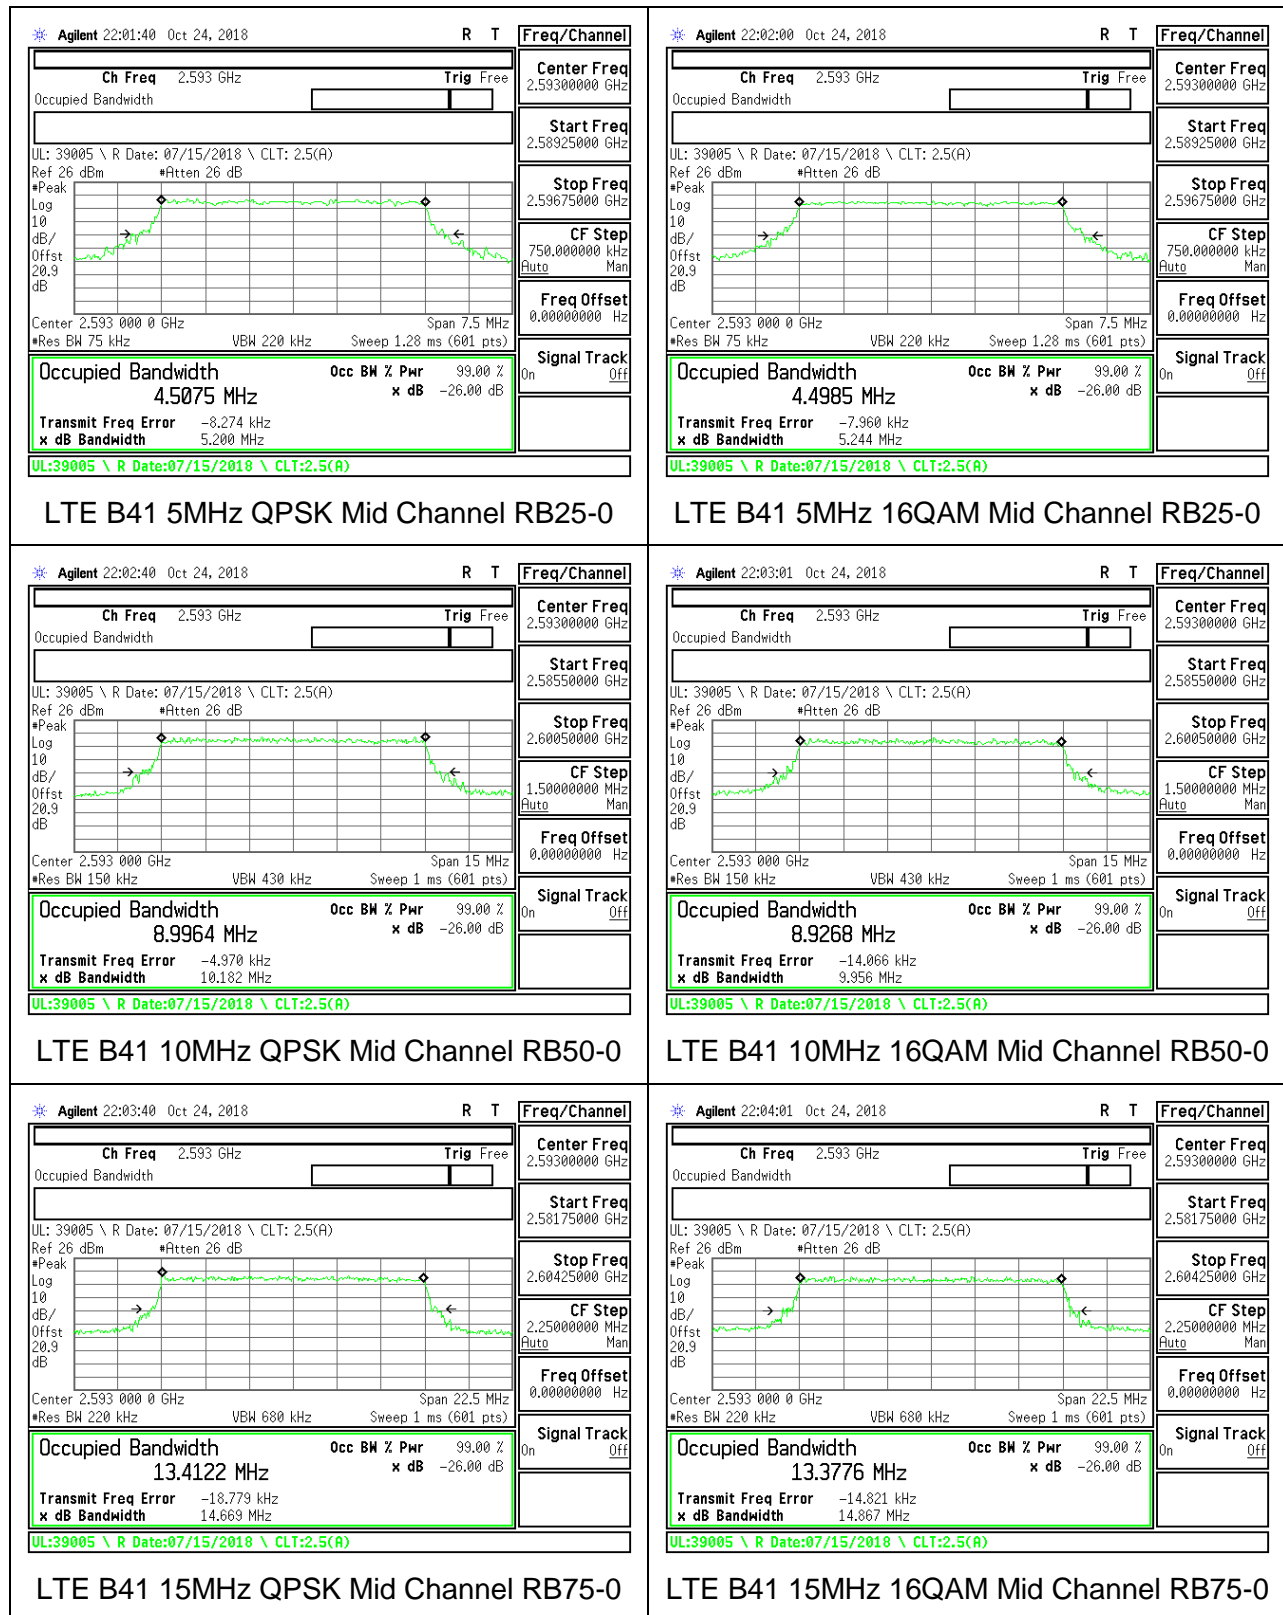 Agilent 22:01:40 Oct 24, 2018 R T Freq/Channel
Ch Freq 2.593 GHz Trig Free
Occupied Bandwidth
Center Freq
2.59300000 GHz
Start Freq
2.58925000 GHz
Stop Freq
2.59675000 GHz
CF Step
750.000000 kHz
Auto Man
Freq Offset
0.00000000 Hz
Signal Track
On Off
UL: 39005 \ R Date: 07/15/2018 \ CLT: 2.5(A)
Ref 26 dBm #Atten 26 dB
#Peak
Log
10
dB/
Offst
20.9
dB
Center 2.593 000 0 GHz Span 7.5 MHz
#Res BW 75 kHz VBW 220 kHz Sweep 1.28 ms (601 pts)
Occupied Bandwidth Occ BW % Pwr 99.00 %
4.5075 MHz x dB -26.00 dB
Transmit Freq Error -8.274 kHz
x dB Bandwidth 5.200 MHz
UL:39005 \ R Date:07/15/2018 \ CLT:2.5(A)
LTE B41 5MHz QPSK Mid Channel RB25-0
Agilent 22:02:00 Oct 24, 2018 R T Freq/Channel
Ch Freq 2.593 GHz Trig Free
Occupied Bandwidth
Center Freq
2.59300000 GHz
Start Freq
2.58925000 GHz
Stop Freq
2.59675000 GHz
CF Step
750.000000 kHz
Auto Man
Freq Offset
0.00000000 Hz
Signal Track
On Off
UL: 39005 \ R Date: 07/15/2018 \ CLT: 2.5(A)
Ref 26 dBm #Atten 26 dB
#Peak
Log
10
dB/
Offst
20.9
dB
Center 2.593 000 0 GHz Span 7.5 MHz
#Res BW 75 kHz VBW 220 kHz Sweep 1.28 ms (601 pts)
Occupied Bandwidth Occ BW % Pwr 99.00 %
4.4985 MHz x dB -26.00 dB
Transmit Freq Error -7.960 kHz
x dB Bandwidth 5.244 MHz
UL:39005 \ R Date:07/15/2018 \ CLT:2.5(A)
LTE B41 5MHz 16QAM Mid Channel RB25-0
Agilent 22:02:40 Oct 24, 2018 R T Freq/Channel
Ch Freq 2.593 GHz Trig Free
Occupied Bandwidth
Center Freq
2.59300000 GHz
Start Freq
2.58550000 GHz
Stop Freq
2.60050000 GHz
CF Step
1.50000000 MHz
Auto Man
Freq Offset
0.00000000 Hz
Signal Track
On Off
UL: 39005 \ R Date: 07/15/2018 \ CLT: 2.5(A)
Ref 26 dBm #Atten 26 dB
#Peak
Log
10
dB/
Offst
20.9
dB
Center 2.593 000 GHz Span 15 MHz
#Res BW 150 kHz VBW 430 kHz Sweep 1 ms (601 pts)
Occupied Bandwidth Occ BW % Pwr 99.00 %
8.9964 MHz x dB -26.00 dB
Transmit Freq Error -4.970 kHz
x dB Bandwidth 10.182 MHz
UL:39005 \ R Date:07/15/2018 \ CLT:2.5(A)
LTE B41 10MHz QPSK Mid Channel RB50-0
Agilent 22:03:01 Oct 24, 2018 R T Freq/Channel
Ch Freq 2.593 GHz Trig Free
Occupied Bandwidth
Center Freq
2.59300000 GHz
Start Freq
2.58550000 GHz
Stop Freq
2.60050000 GHz
CF Step
1.50000000 MHz
Auto Man
Freq Offset
0.00000000 Hz
Signal Track
On Off
UL: 39005 \ R Date: 07/15/2018 \ CLT: 2.5(A)
Ref 26 dBm #Atten 26 dB
#Peak
Log
10
dB/
Offst
20.9
dB
Center 2.593 000 GHz Span 15 MHz
#Res BW 150 kHz VBW 430 kHz Sweep 1 ms (601 pts)
Occupied Bandwidth Occ BW % Pwr 99.00 %
8.9268 MHz x dB -26.00 dB
Transmit Freq Error -14.066 kHz
x dB Bandwidth 9.956 MHz
UL:39005 \ R Date:07/15/2018 \ CLT:2.5(A)
LTE B41 10MHz 16QAM Mid Channel RB50-0
Agilent 22:03:40 Oct 24, 2018 R T Freq/Channel
Ch Freq 2.593 GHz Trig Free
Occupied Bandwidth
Center Freq
2.59300000 GHz
Start Freq
2.58175000 GHz
Stop Freq
2.60425000 GHz
CF Step
2.25000000 MHz
Auto Man
Freq Offset
0.00000000 Hz
Signal Track
On Off
UL: 39005 \ R Date: 07/15/2018 \ CLT: 2.5(A)
Ref 26 dBm #Atten 26 dB
#Peak
Log
10
dB/
Offst
20.9
dB
Center 2.593 000 0 GHz Span 22.5 MHz
#Res BW 220 kHz VBW 680 kHz Sweep 1 ms (601 pts)
Occupied Bandwidth Occ BW % Pwr 99.00 %
13.4122 MHz x dB -26.00 dB
Transmit Freq Error -18.779 kHz
x dB Bandwidth 14.669 MHz
UL:39005 \ R Date:07/15/2018 \ CLT:2.5(A)
LTE B41 15MHz QPSK Mid Channel RB75-0
Agilent 22:04:01 Oct 24, 2018 R T Freq/Channel
Ch Freq 2.593 GHz Trig Free
Occupied Bandwidth
Center Freq
2.59300000 GHz
Start Freq
2.58175000 GHz
Stop Freq
2.60425000 GHz
CF Step
2.25000000 MHz
Auto Man
Freq Offset
0.00000000 Hz
Signal Track
On Off
UL: 39005 \ R Date: 07/15/2018 \ CLT: 2.5(A)
Ref 26 dBm #Atten 26 dB
#Peak
Log
10
dB/
Offst
20.9
dB
Center 2.593 000 0 GHz Span 22.5 MHz
#Res BW 220 kHz VBW 680 kHz Sweep 1 ms (601 pts)
Occupied Bandwidth Occ BW % Pwr 99.00 %
13.3776 MHz x dB -26.00 dB
Transmit Freq Error -14.821 kHz
x dB Bandwidth 14.867 MHz
UL:39005 \ R Date:07/15/2018 \ CLT:2.5(A)
LTE B41 15MHz 16QAM Mid Channel RB75-0